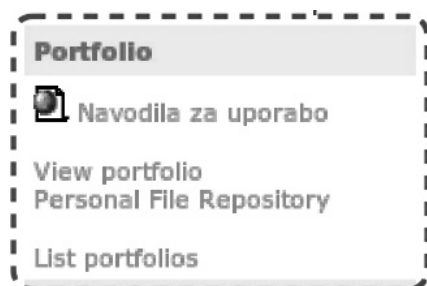 Portfolio
Navodila za uporabo
View portfolio
Personal File Repository
List portfolios